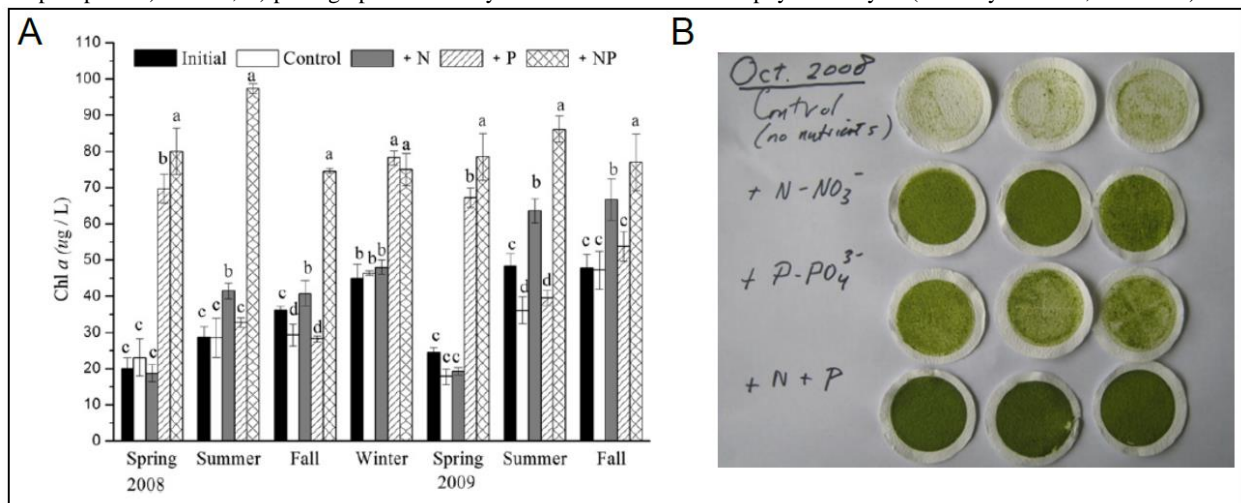 A
Chl a (ug / L)
110
100
90
80
70
60
50
40
30
20
10
0
Initial Control + N + P + NP
c c c b a
c c b c a
c d b d a
b b b a a
c c c b a
c d b d a
c c b c a
Spring Summer Fall Winter Spring Summer Fall
2008 2009
B
Oct. 2008
Control
(no nutrients)
+ N - NO₃⁻
+ P - PO₄³⁻
+ N + P